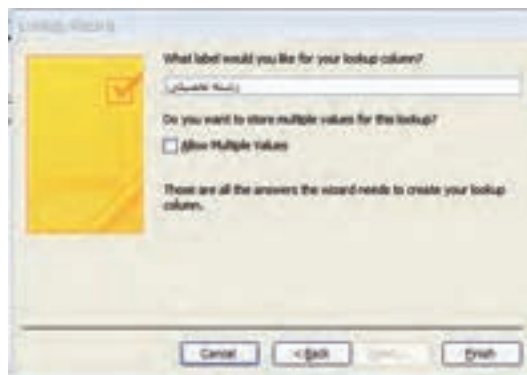 Lookup Wizard
What label would you like for your lookup column?
رشته تحصیلی
Do you want to store multiple values for this lookup?
Allow Multiple Values
Those are all the answers the wizard needs to create your lookup
column.
Cancel
< Back
Next >
Finish